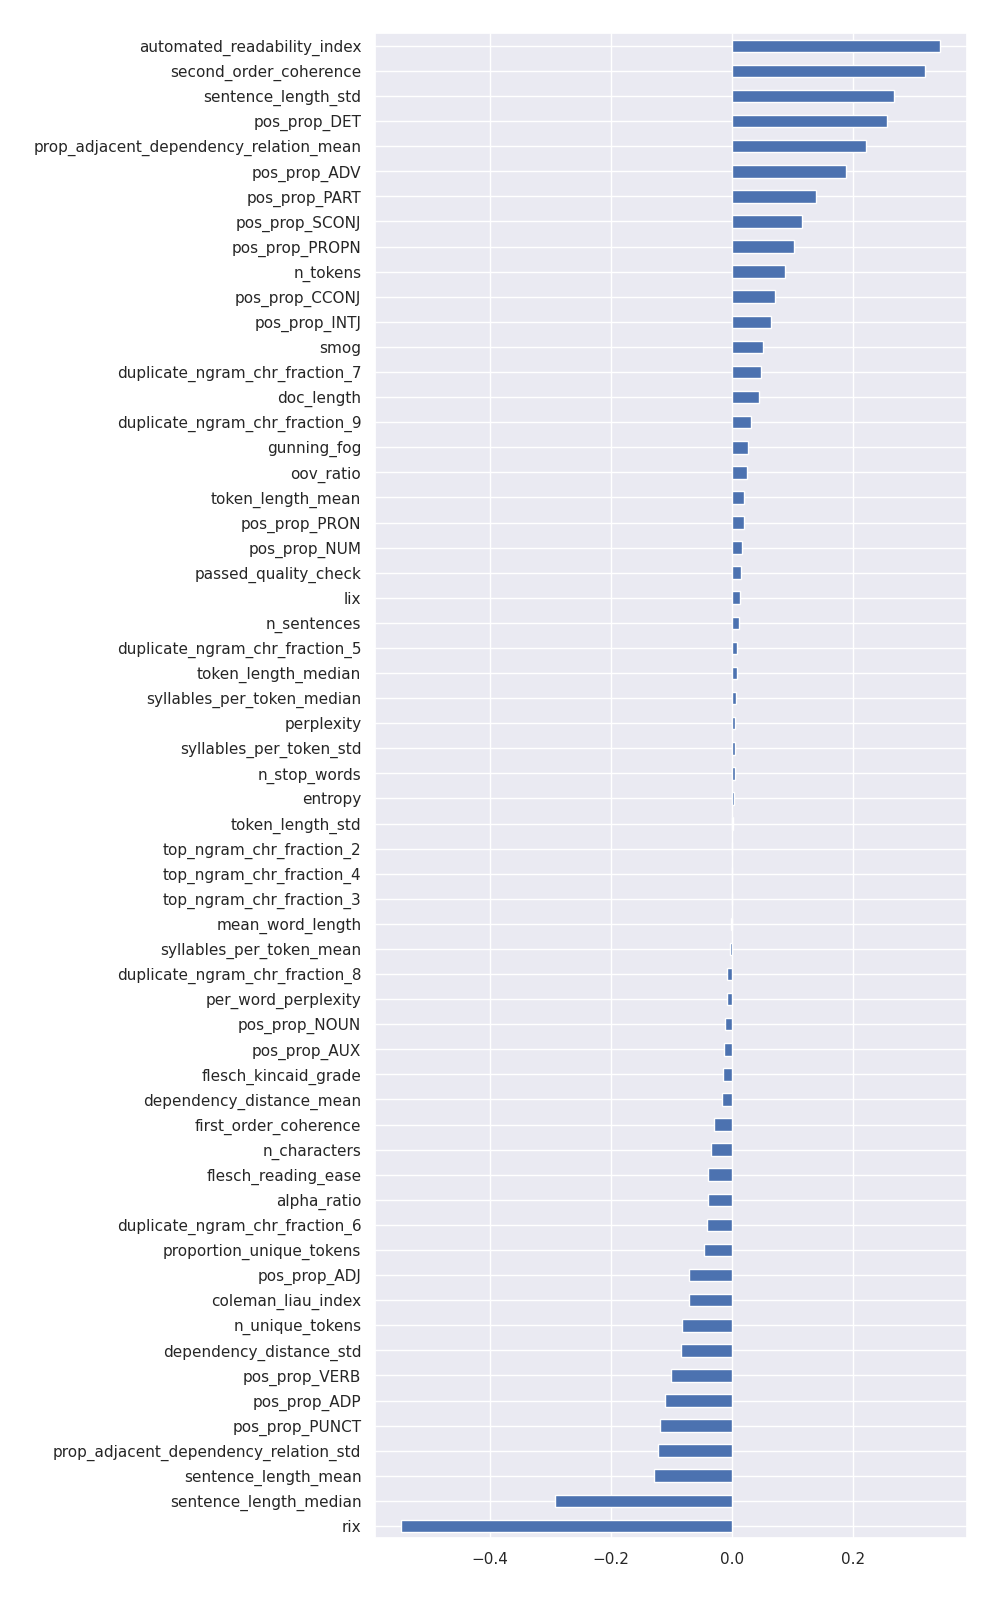 automated_readability_index
second_order_coherence
sentence_length_std
pos_prop_DET
prop_adjacent_dependency_relation_mean
pos_prop_ADV
pos_prop_PART
pos_prop_SCONJ
pos_prop_PROPN
n_tokens
pos_prop_CCONJ
pos_prop_INTJ
smog
duplicate_ngram_chr_fraction_7
doc_length
duplicate_ngram_chr_fraction_9
gunning_fog
oov_ratio
token_length_mean
pos_prop_PRON
pos_prop_NUM
passed_quality_check
lix
n_sentences
duplicate_ngram_chr_fraction_5
token_length_median
syllables_per_token_median
perplexity
syllables_per_token_std
n_stop_words
entropy
token_length_std
top_ngram_chr_fraction_2
top_ngram_chr_fraction_4
top_ngram_chr_fraction_3
mean_word_length
syllables_per_token_mean
duplicate_ngram_chr_fraction_8
per_word_perplexity
pos_prop_NOUN
pos_prop_AUX
flesch_kincaid_grade
dependency_distance_mean
first_order_coherence
n_characters
flesch_reading_ease
alpha_ratio
duplicate_ngram_chr_fraction_6
proportion_unique_tokens
pos_prop_ADJ
coleman_liau_index
n_unique_tokens
dependency_distance_std
pos_prop_VERB
pos_prop_ADP
pos_prop_PUNCT
prop_adjacent_dependency_relation_std
sentence_length_mean
sentence_length_median
rix
−0.4 −0.2 0.0 0.2